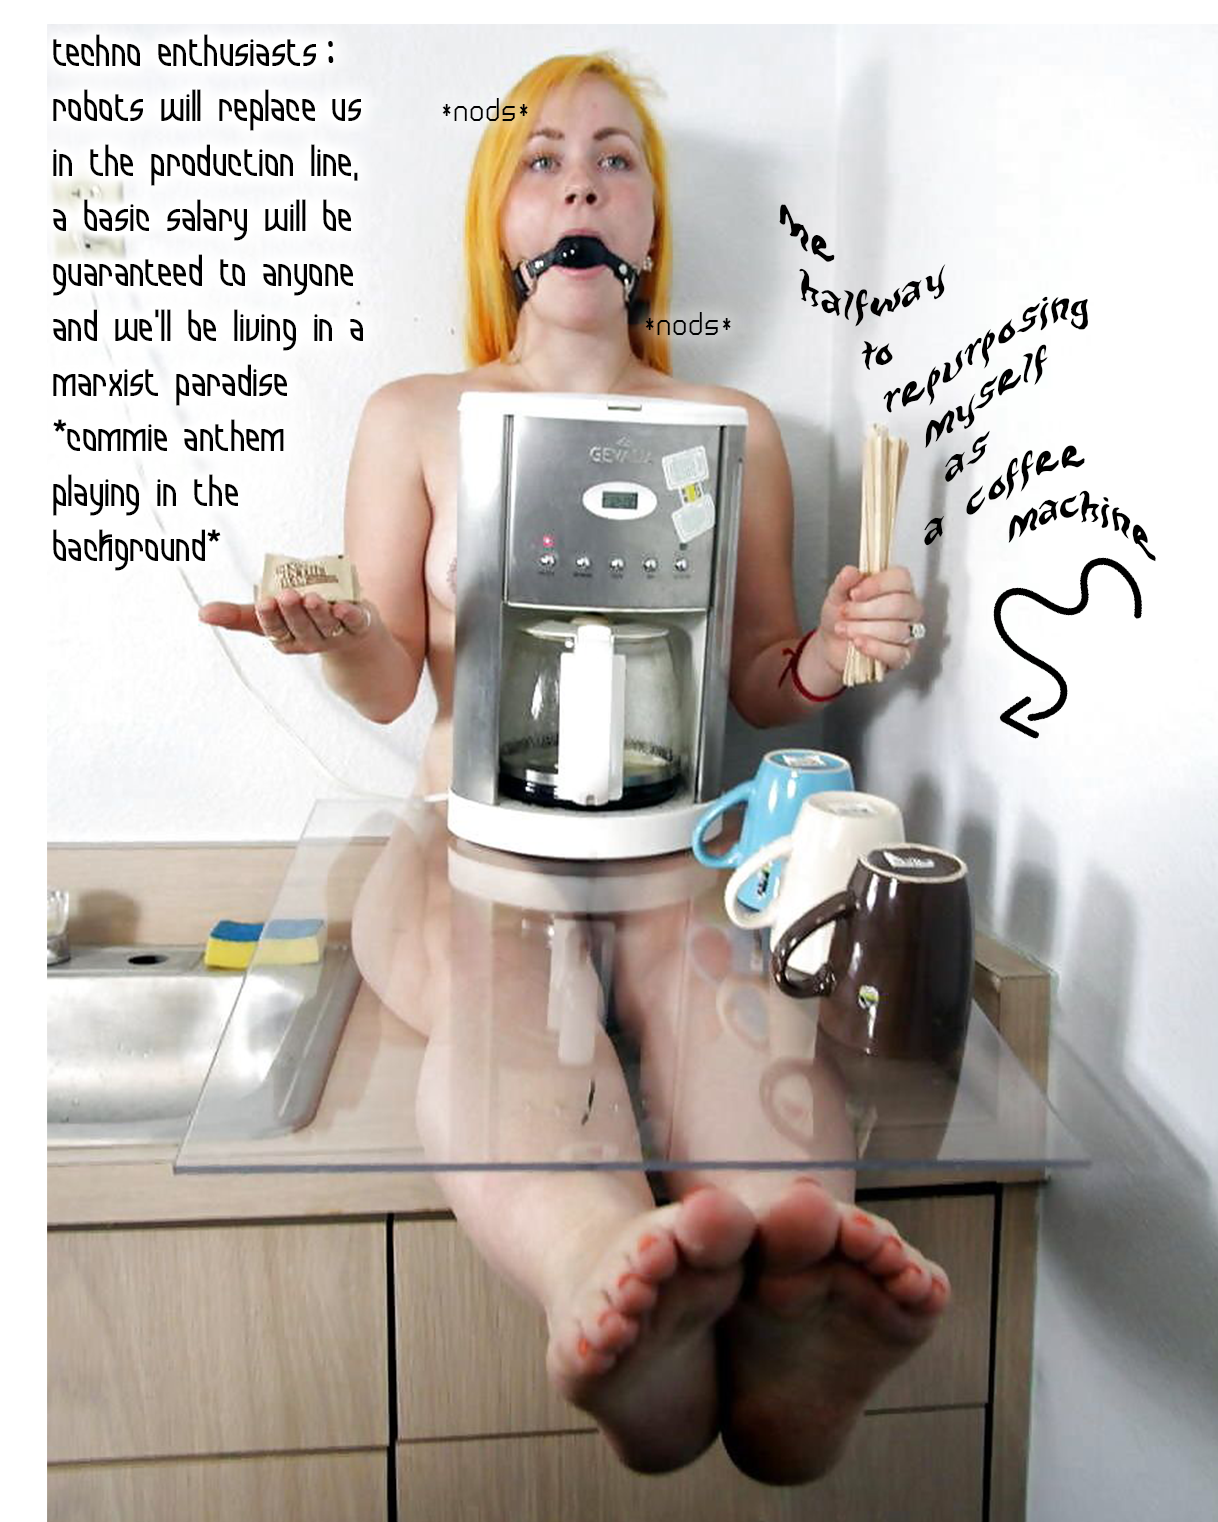 techno enthusiasts:
robots will replace us
in the production line,
a basic salary will be
guaranteed to anyone
and we'll be living in a
marxist paradise
*commie anthem
playing in the
background*
*nods*
*nods*
me
halfway
to
repurposing
myself
as
a coffee
machine
GEVALIA